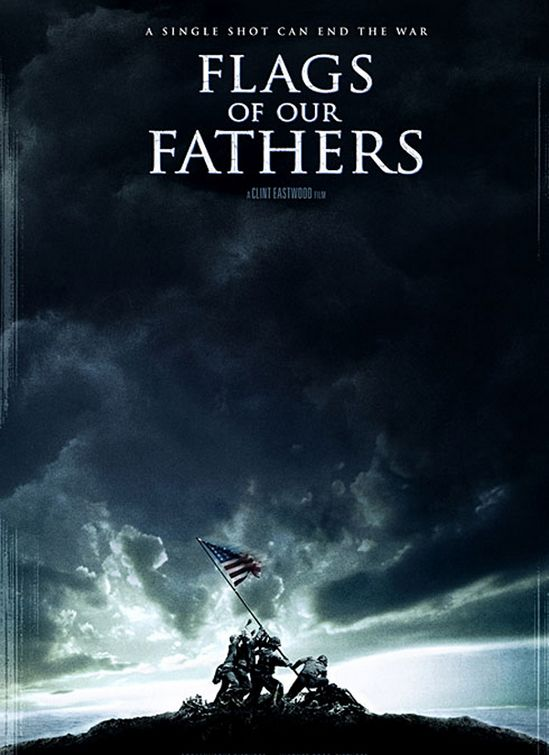 A SINGLE SHOT CAN END THE WAR
FLAGS
OF OUR
FATHERS
A CLINT EASTWOOD FILM